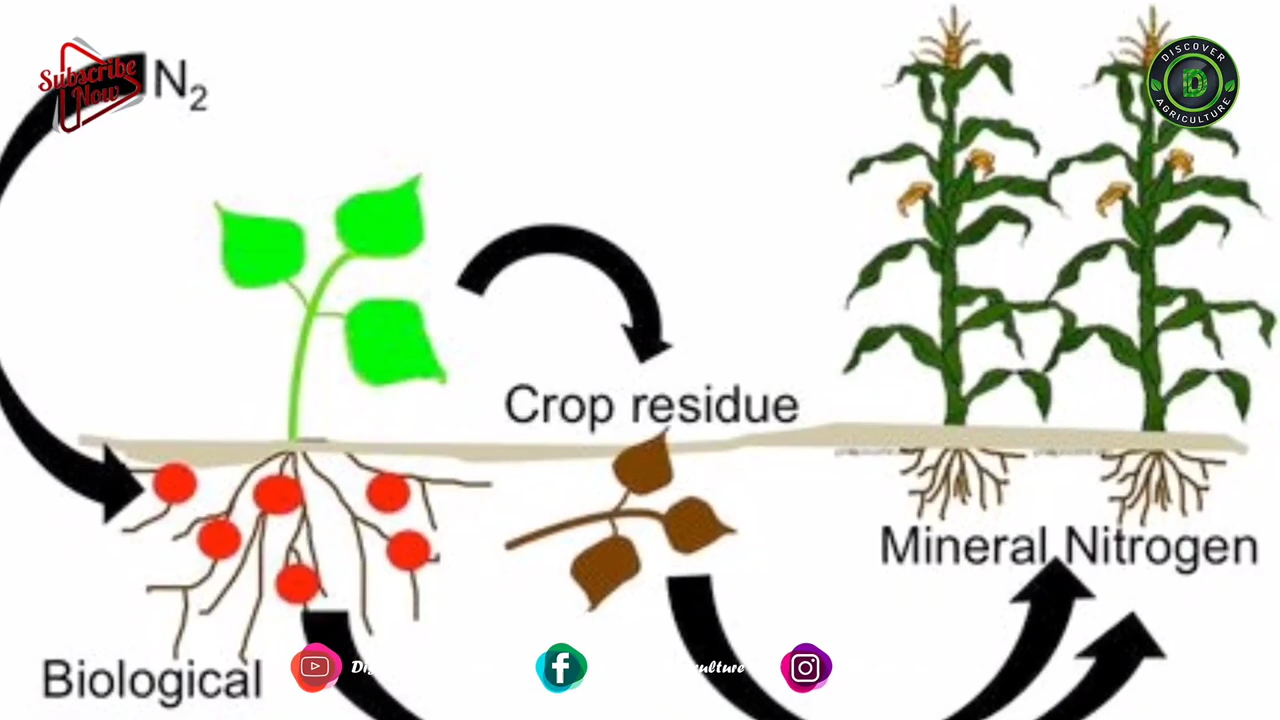 Subscribe
Now
N₂
DISCOVER
D
AGRICULTURE
Crop residue
Mineral Nitrogen
Biological